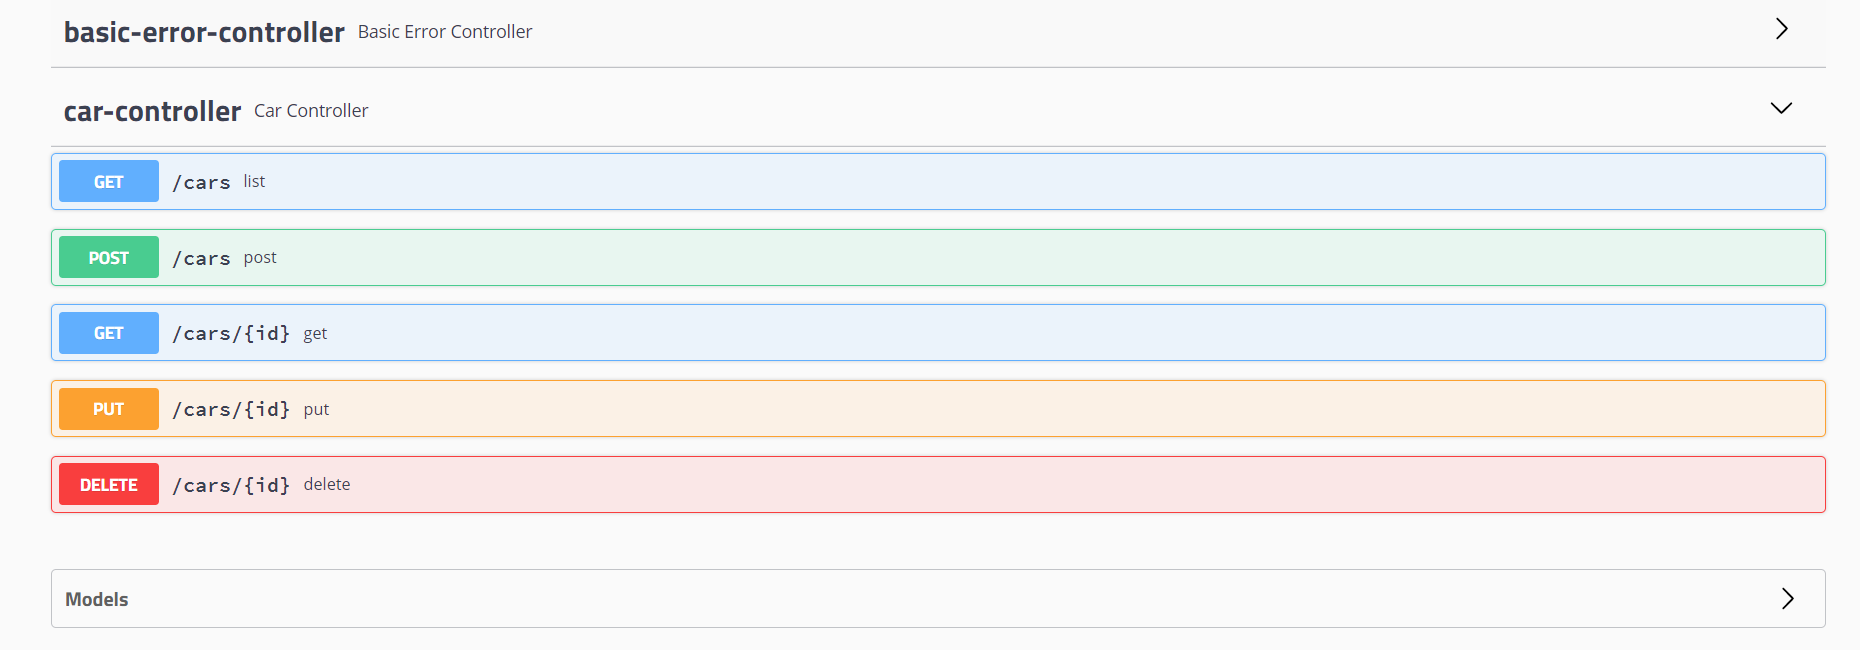 basic-error-controller Basic Error Controller
car-controller Car Controller
GET /cars list
POST /cars post
GET /cars/{id} get
PUT /cars/{id} put
DELETE /cars/{id} delete
Models